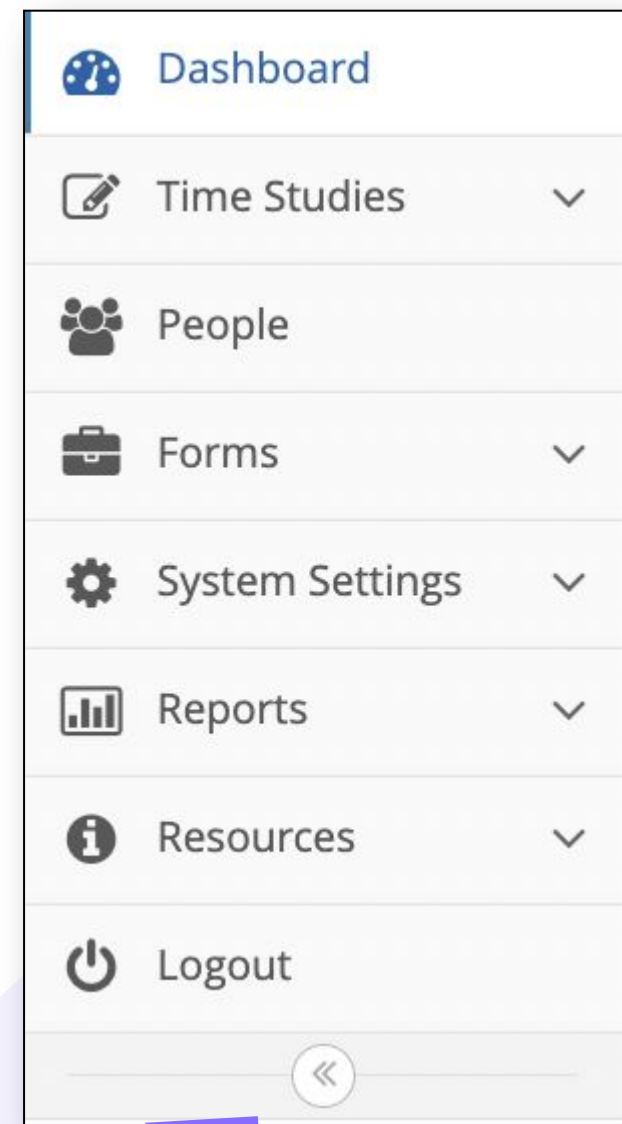 Dashboard
Time Studies
People
Forms
System Settings
Reports
Resources
Logout